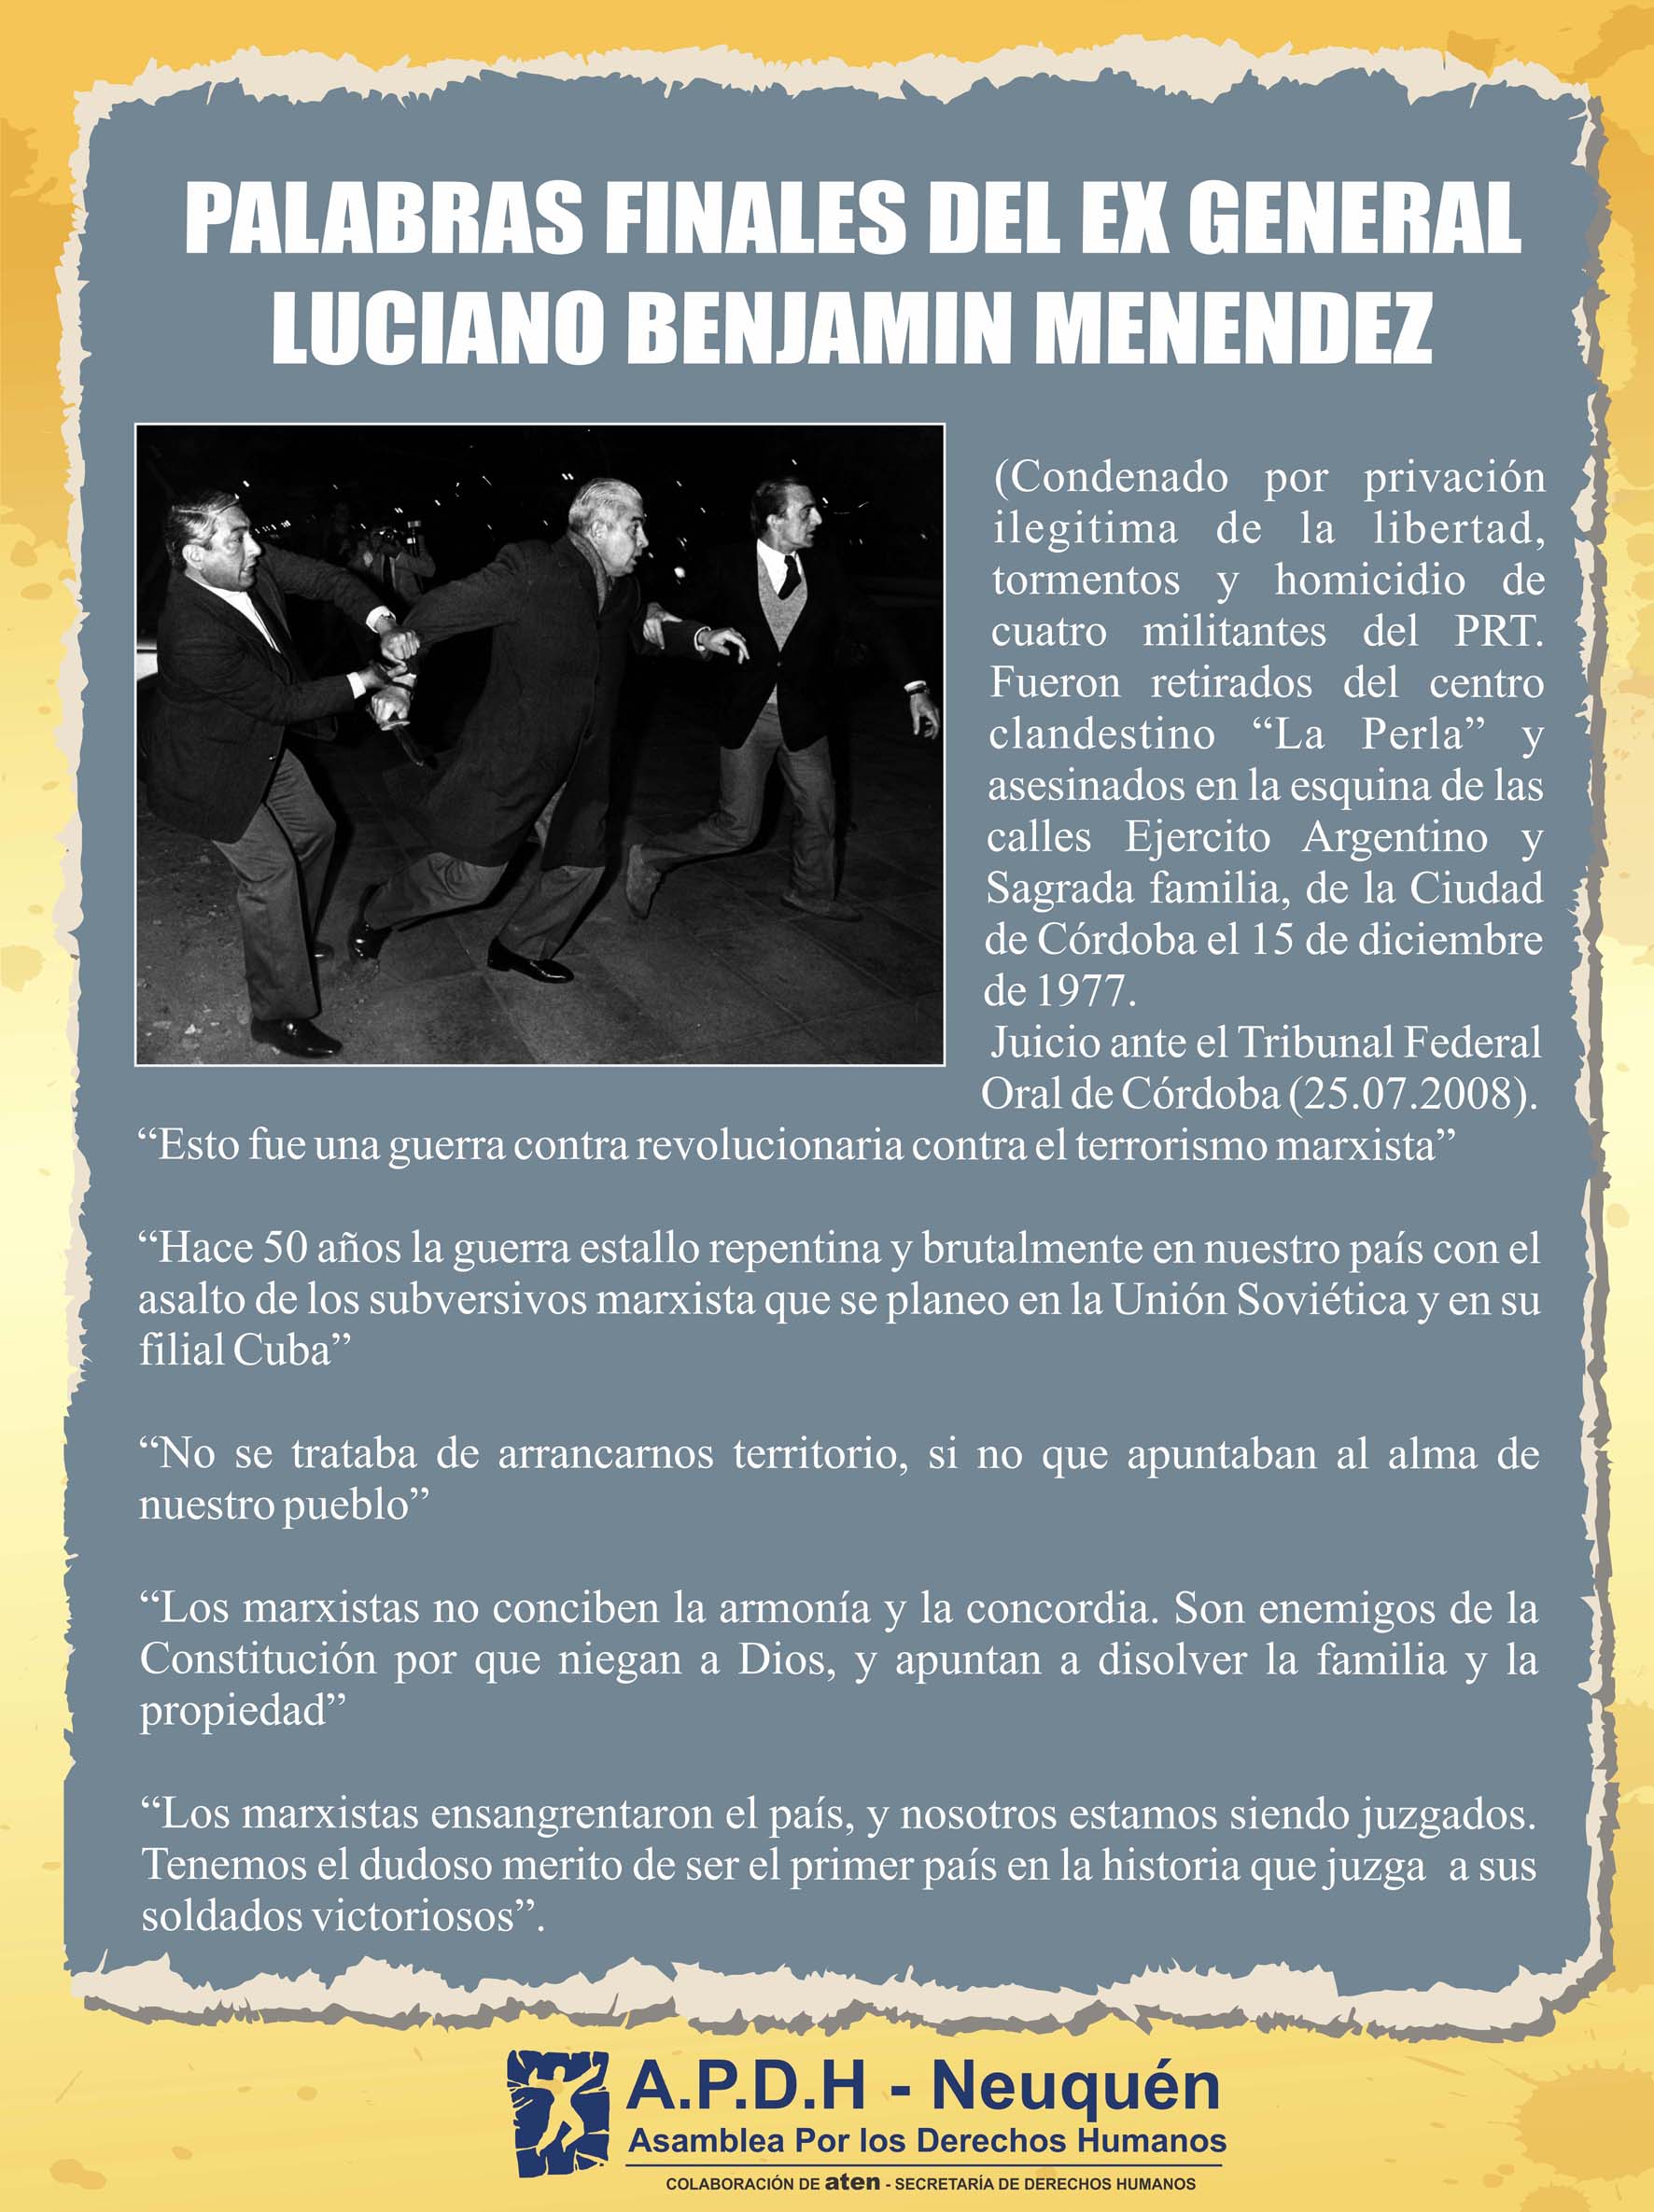 PALABRAS FINALES DEL EX GENERAL
LUCIANO BENJAMIN MENENDEZ
(Condenado por privación
ilegitima de la libertad,
tormentos y homicidio de
cuatro militantes del PRT.
Fueron retirados del centro
clandestino “La Perla” y
asesinados en la esquina de las
calles Ejercito Argentino y
Sagrada familia, de la Ciudad
de Córdoba el 15 de diciembre
de 1977.
Juicio ante el Tribunal Federal
Oral de Córdoba (25.07.2008).
“Esto fue una guerra contra revolucionaria contra el terrorismo marxista”
“Hace 50 años la guerra estallo repentina y brutalmente en nuestro país con el
asalto de los subversivos marxista que se planeo en la Unión Soviética y en su
filial Cuba”
“No se trataba de arrancarnos territorio, si no que apuntaban al alma de
nuestro pueblo”
“Los marxistas no conciben la armonía y la concordia. Son enemigos de la
Constitución por que niegan a Dios, y apuntan a disolver la familia y la
propiedad”
“Los marxistas ensangrentaron el país, y nosotros estamos siendo juzgados.
Tenemos el dudoso merito de ser el primer país en la historia que juzga a sus
soldados victoriosos”.
A.P.D.H - Neuquén
Asamblea Por los Derechos Humanos
COLABORACIÓN DE aten - SECRETARÍA DE DERECHOS HUMANOS